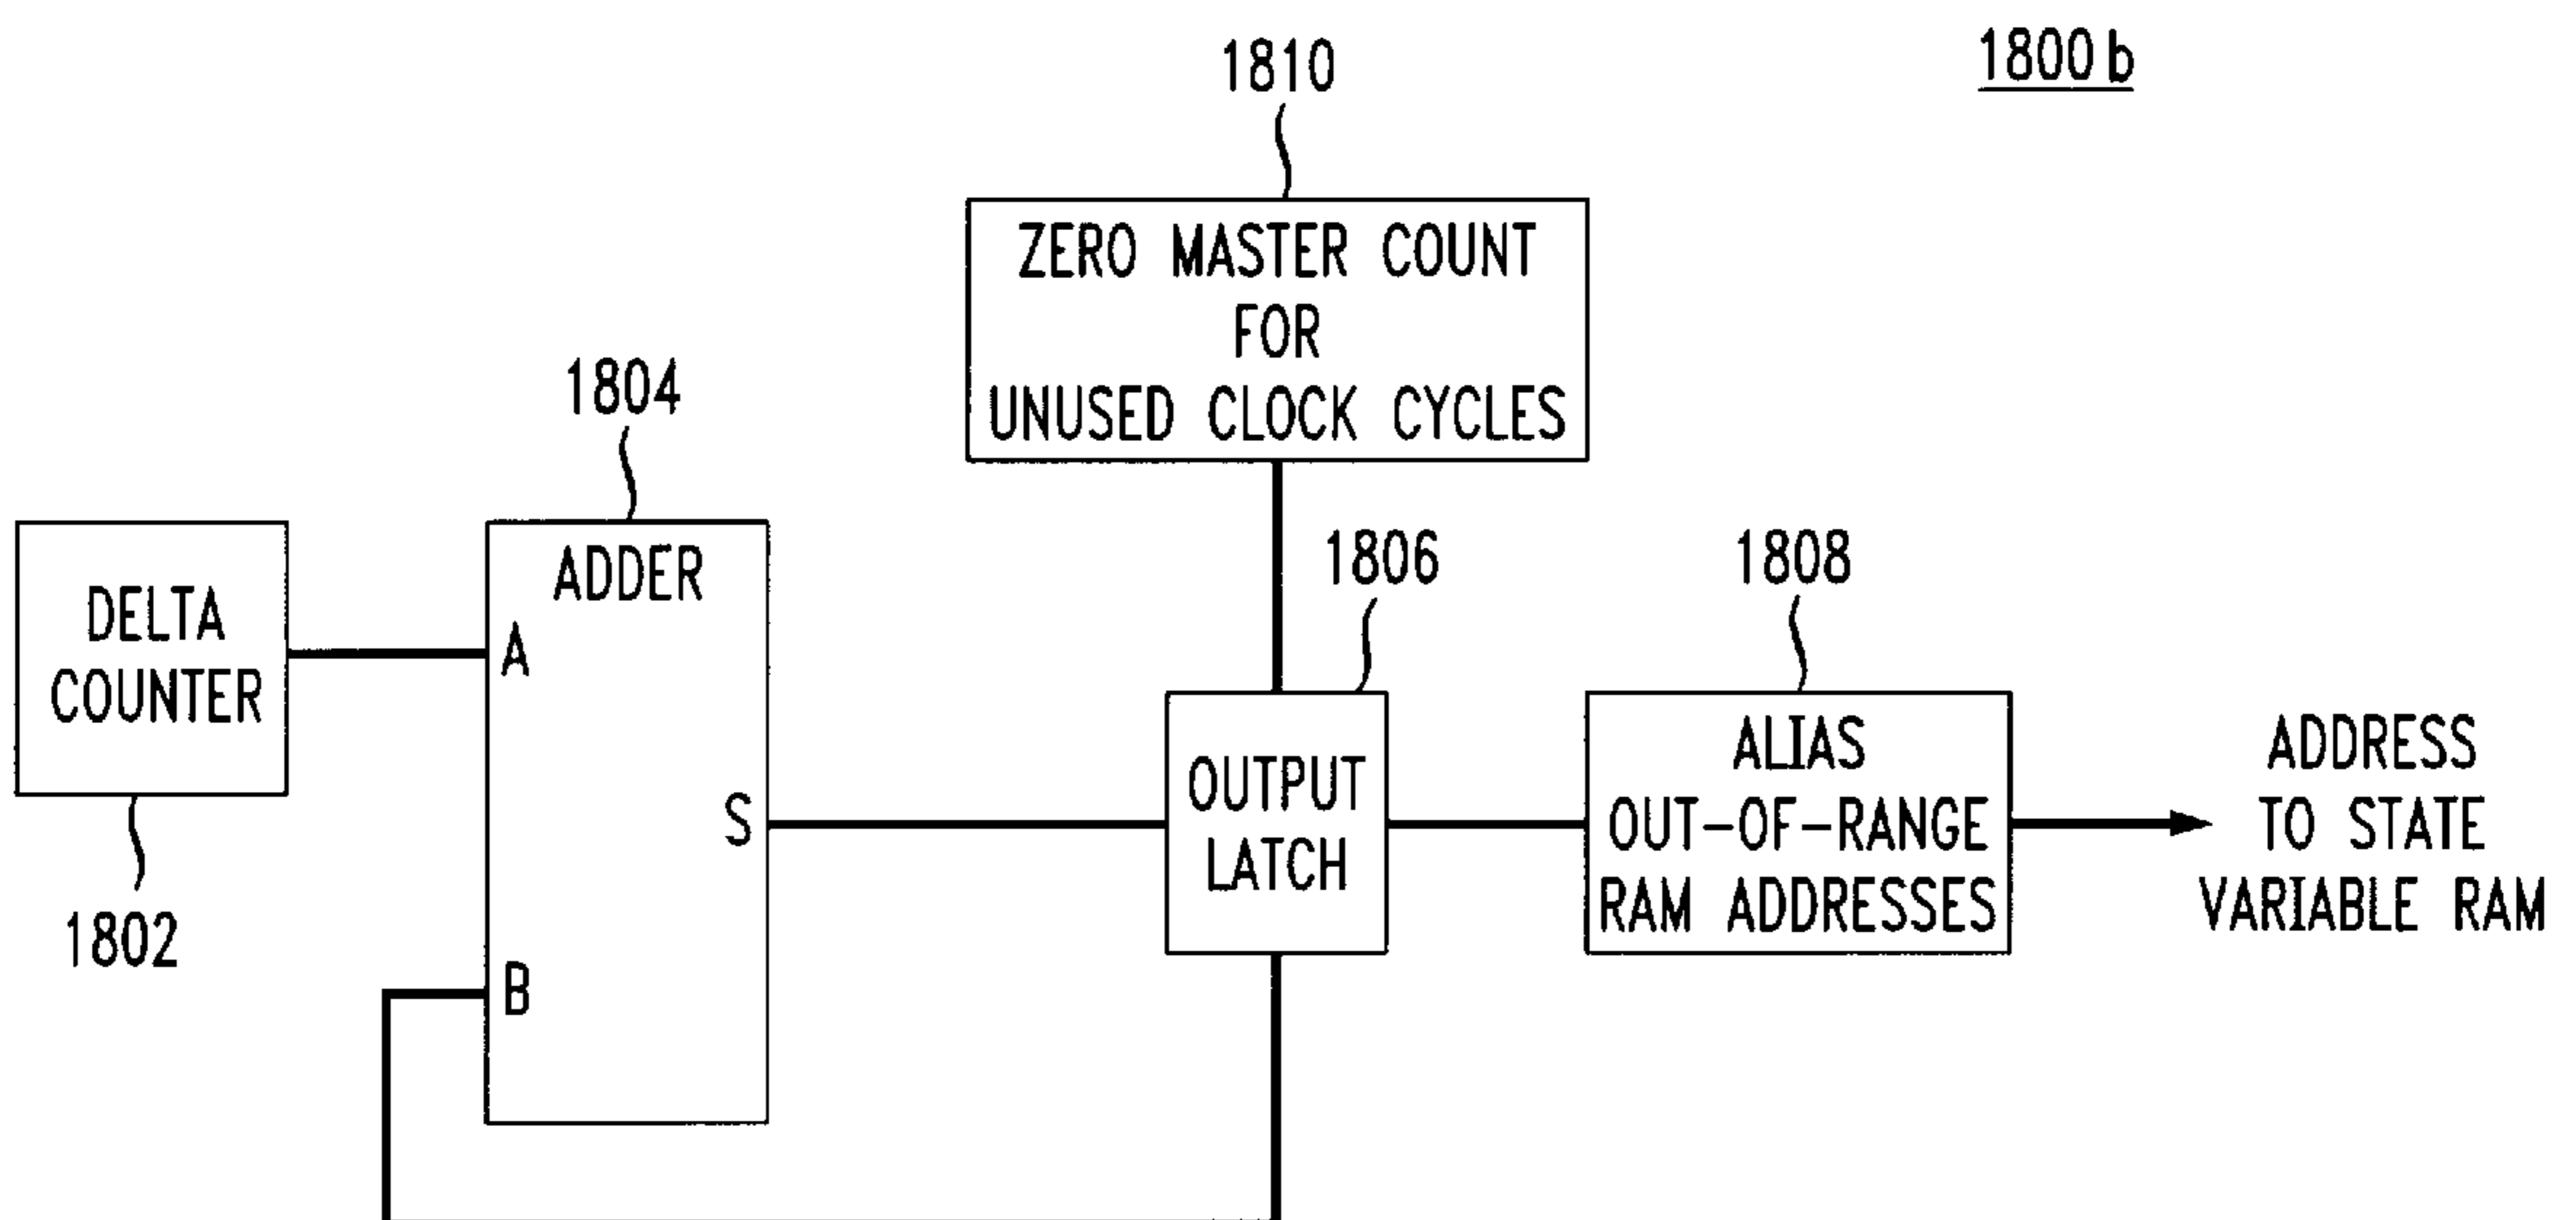 1800b
1810
ZERO MASTER COUNT
FOR
UNUSED CLOCK CYCLES
1804
ADDER
A
S
B
DELTA
COUNTER
1802
1806
OUTPUT
LATCH
1808
ALIAS
OUT-OF-RANGE
RAM ADDRESSES
ADDRESS
TO STATE
VARIABLE RAM